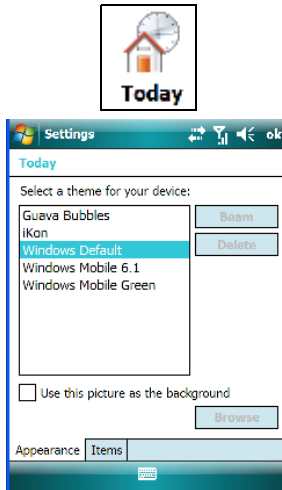 Today
Settings ok
Today
Select a theme for your device:
Guava Bubbles
iKon
Windows Default
Windows Mobile 6.1
Windows Mobile Green
Beam
Delete
Use this picture as the background
Browse
Appearance Items